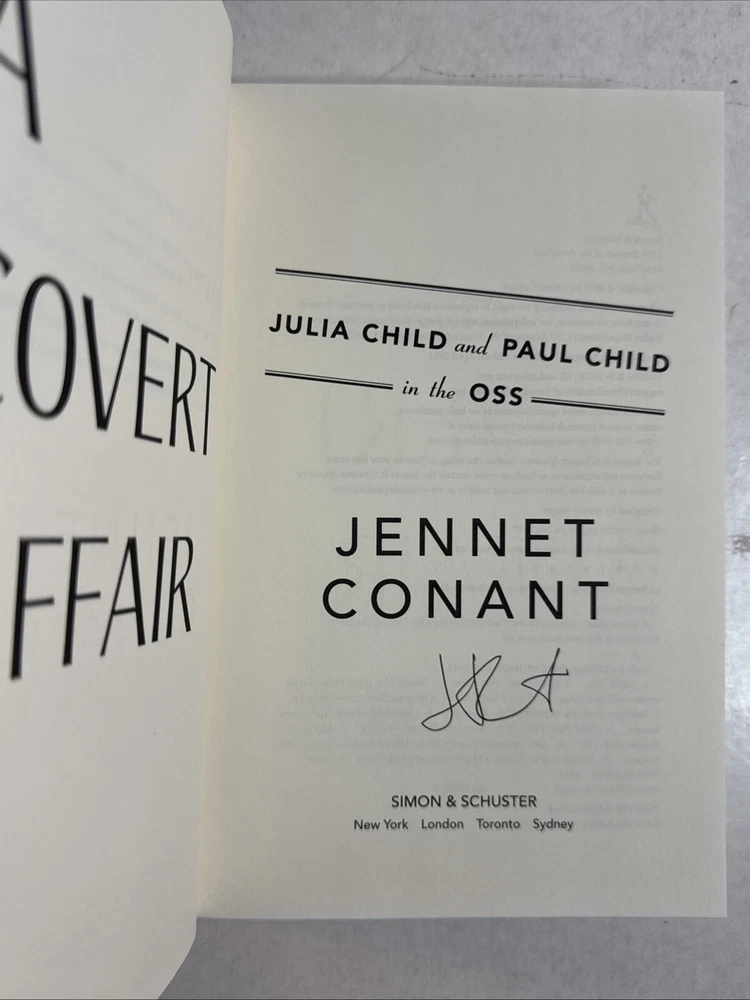 A
COVERT
FFAIR
JULIA CHILD and PAUL CHILD
in the OSS
JENNET
CONANT
SIMON & SCHUSTER
New York London Toronto Sydney